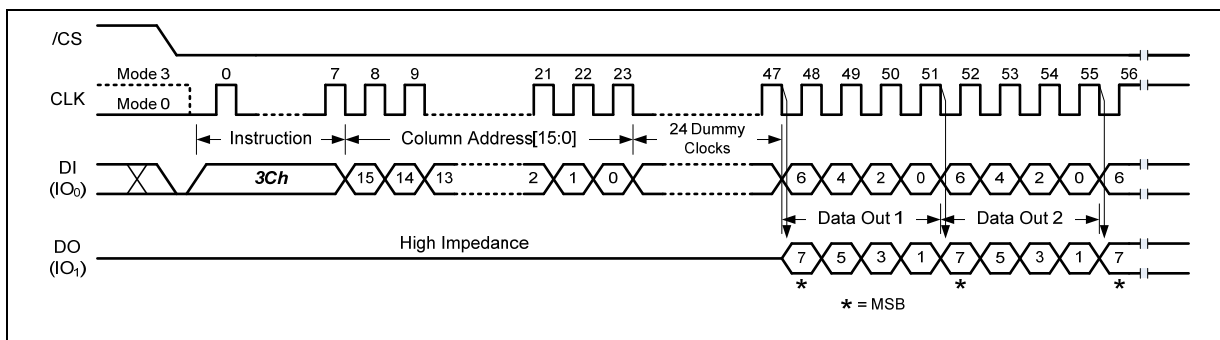 /CS
Mode 3 0 7 8 9 21 22 23 47 48 49 50 51 52 53 54 55 56
CLK
Mode 0
Instruction Column Address[15:0] 24 Dummy
Clocks
DI
(IO0)
3Ch 15 14 13 2 1 0 6 4 2 0 6 4 2 0 6
Data Out 1 Data Out 2
High Impedance
DO
(IO1)
7 5 3 1 7 5 3 1 7
* * *
* = MSB